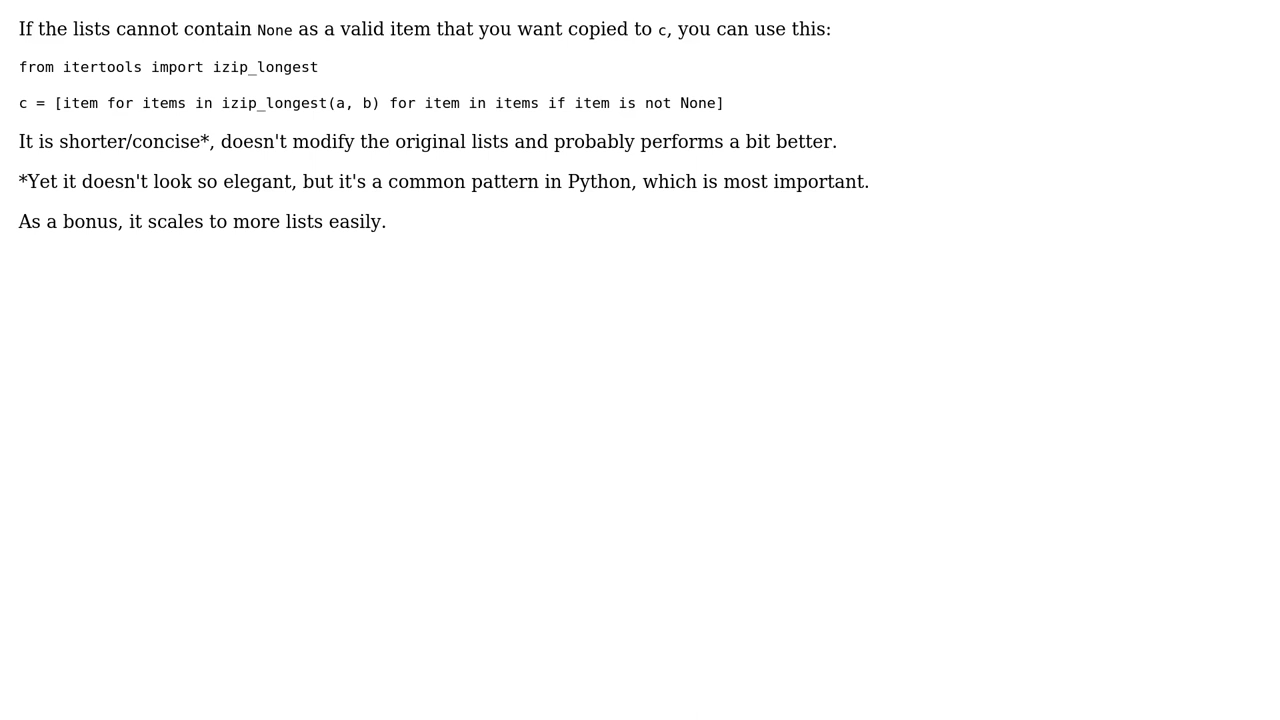 If the lists cannot contain None as a valid item that you want copied to c, you can use this:
from itertools import izip_longest
c = [item for items in izip_longest(a, b) for item in items if item is not None]
It is shorter/concise*, doesn't modify the original lists and probably performs a bit better.
*Yet it doesn't look so elegant, but it's a common pattern in Python, which is most important.
As a bonus, it scales to more lists easily.